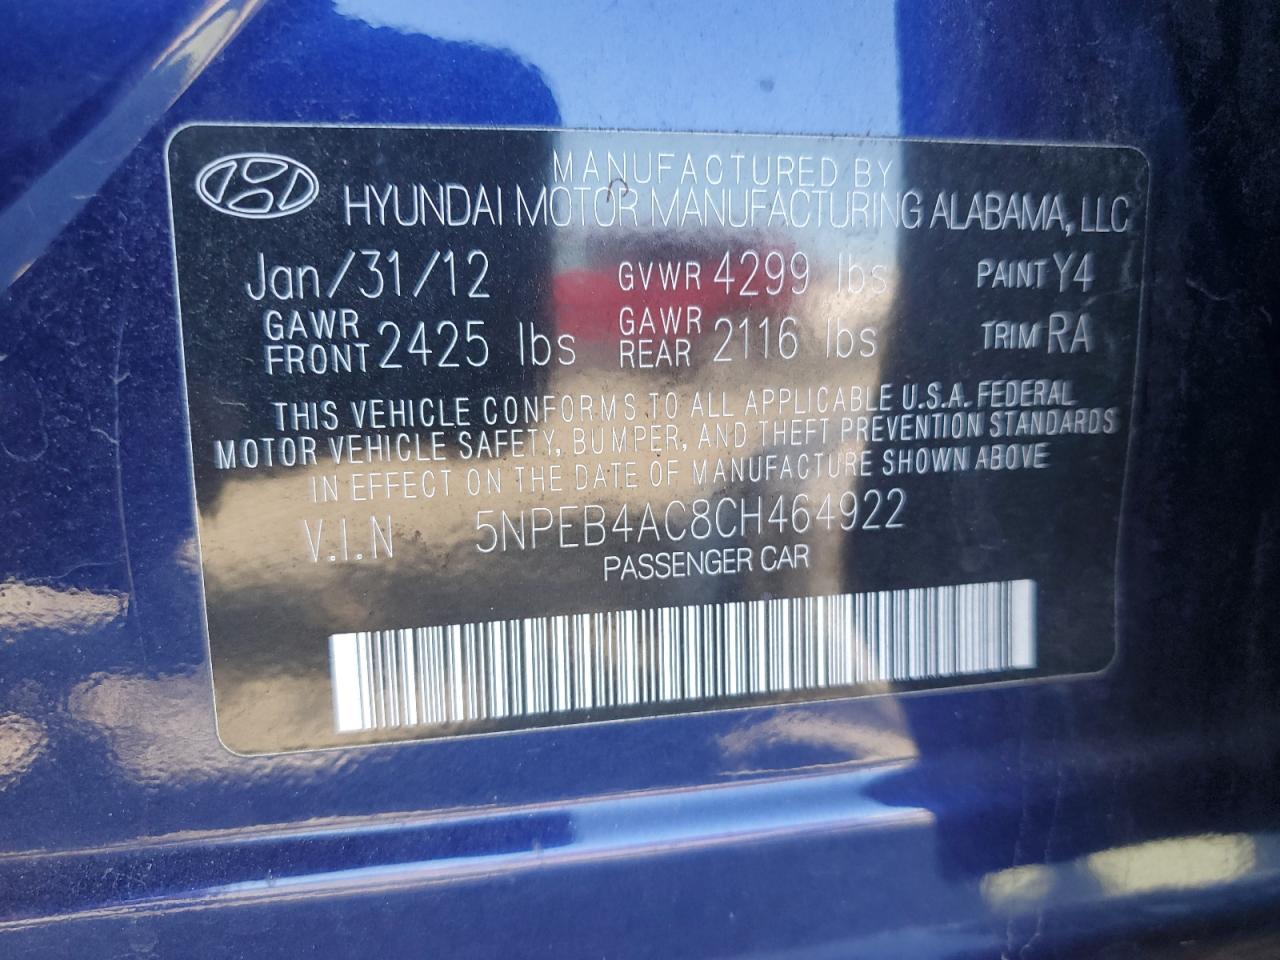 MANUFACTURED BY
HYUNDAI MOTOR MANUFACTURING ALABAMA, LLC
Jan/31/12 GVWR 4299 lbs PAINT Y4
GAWR FRONT 2425 lbs GAWR REAR 2116 lbs TRIM RA
THIS VEHICLE CONFORMS TO ALL APPLICABLE U.S.A. FEDERAL
MOTOR VEHICLE SAFETY, BUMPER, AND THEFT PREVENTION STANDARDS
IN EFFECT ON THE DATE OF MANUFACTURE SHOWN ABOVE
V.I.N 5NPEB4AC8CH464922
PASSENGER CAR